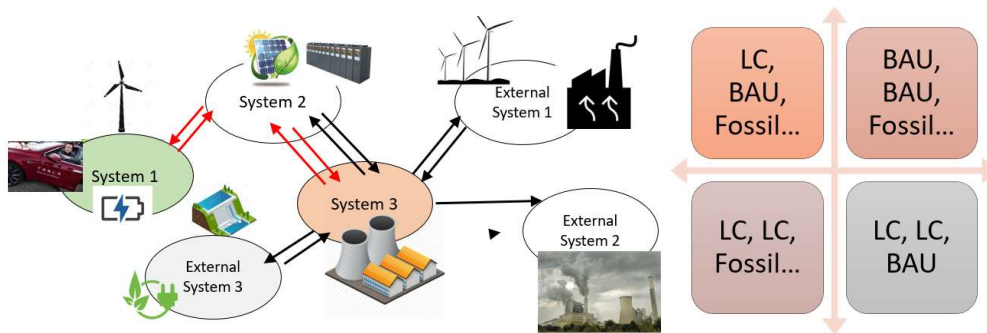 System 2
External
System 1
System 1
System 3
External
System 2
External
System 3
LC,
BAU,
Fossil...
BAU,
BAU,
Fossil...
LC, LC,
Fossil...
LC, LC,
BAU